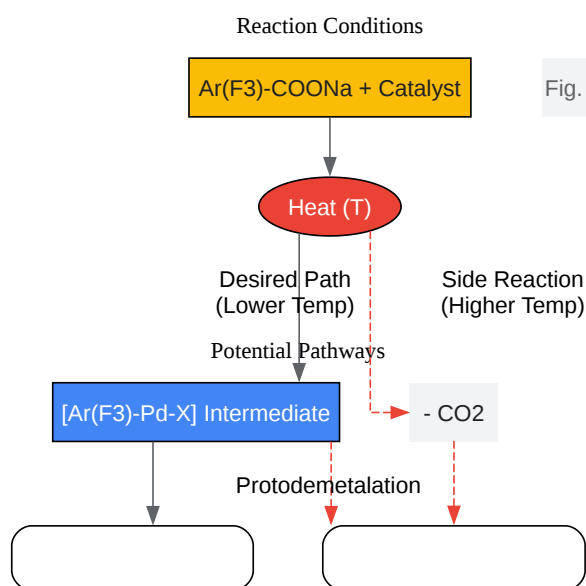 Reaction Conditions
Ar(F3)-COONa + Catalyst
Fig.
Heat (T)
Desired Path
(Lower Temp)
Side Reaction
(Higher Temp)
Potential Pathways
[Ar(F3)-Pd-X] Intermediate
- CO2
Protodemetalation